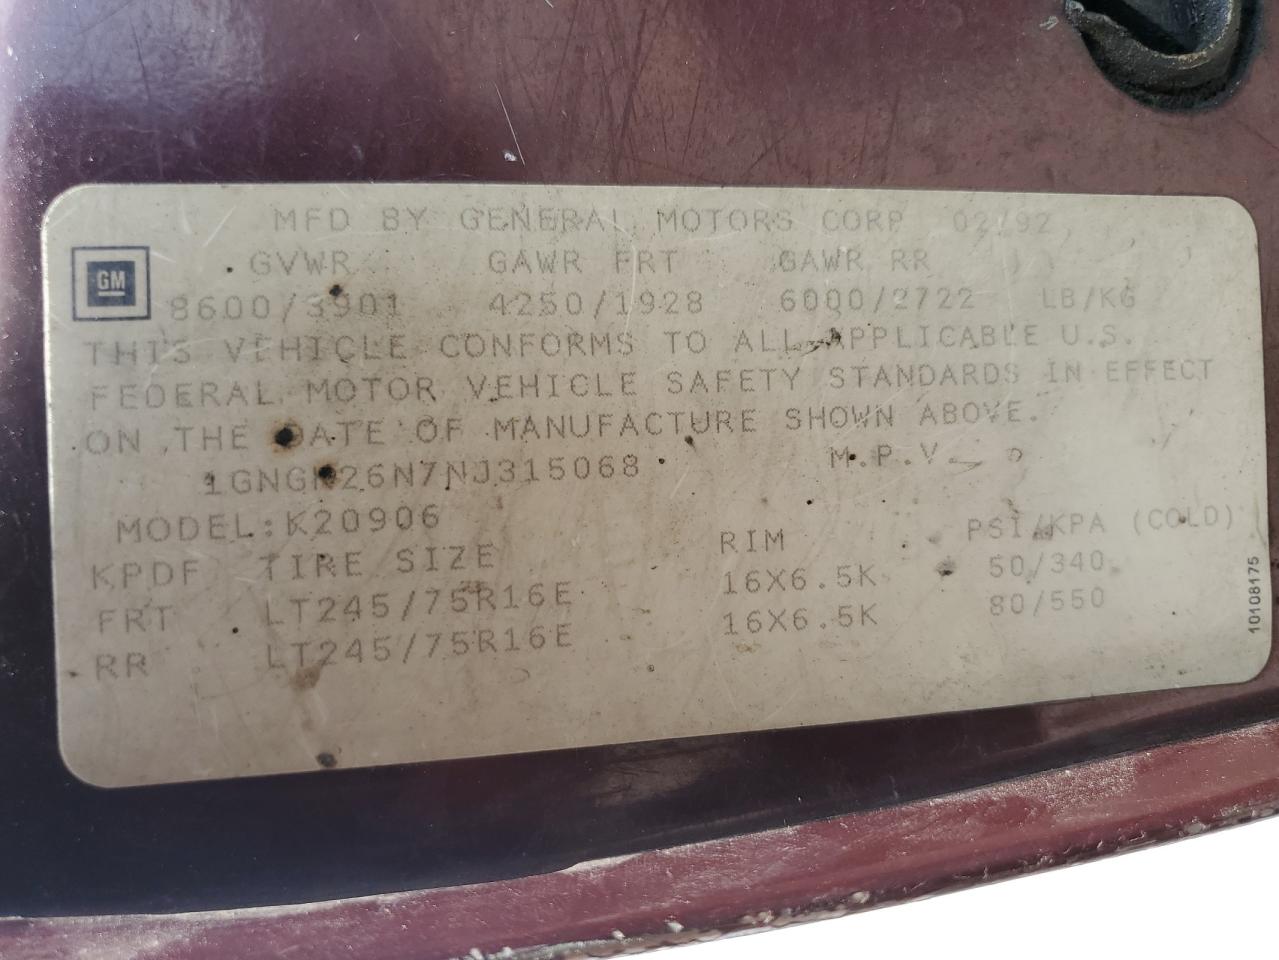 MFD BY GENERAL MOTORS CORP 02/92
GM
GVWR GAWR FRT GAWR RR
8600/3901 4250/1928 6000/2722 LB/KG
THIS VEHICLE CONFORMS TO ALL APPLICABLE U.S.
FEDERAL MOTOR VEHICLE SAFETY STANDARDS IN EFFECT
ON THE DATE OF MANUFACTURE SHOWN ABOVE.
1GNGK26N7NJ315068 M.P.V.
MODEL:K20906
KPDF TIRE SIZE RIM PSI/KPA (COLD)
FRT LT245/75R16E 16X6.5K 50/340
RR LT245/75R16E 16X6.5K 80/550
10108175